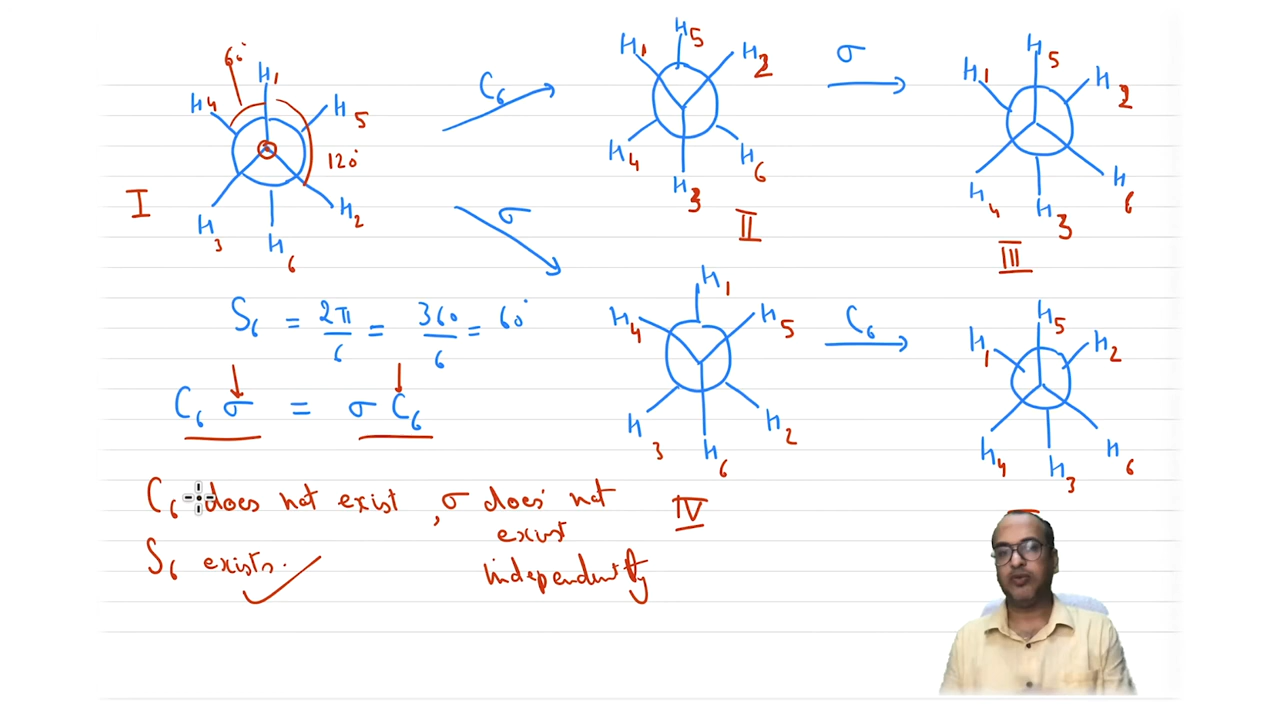 60°
H1
H4
H5
120°
I
H3
H2
H6
C6
H1
H5
H2
H4
H6
H3
II
σ
H5
H1
H2
H4
H3
H6
III
σ
H1
H4
H5
H3
H2
H6
IV
C6
H5
H1
H2
H4
H3
H6
S6 = 2π/6 = 360/6 = 60°
C6 σ = σ C6
C6 does not exist, σ does not
exist
independently
S6 exists.